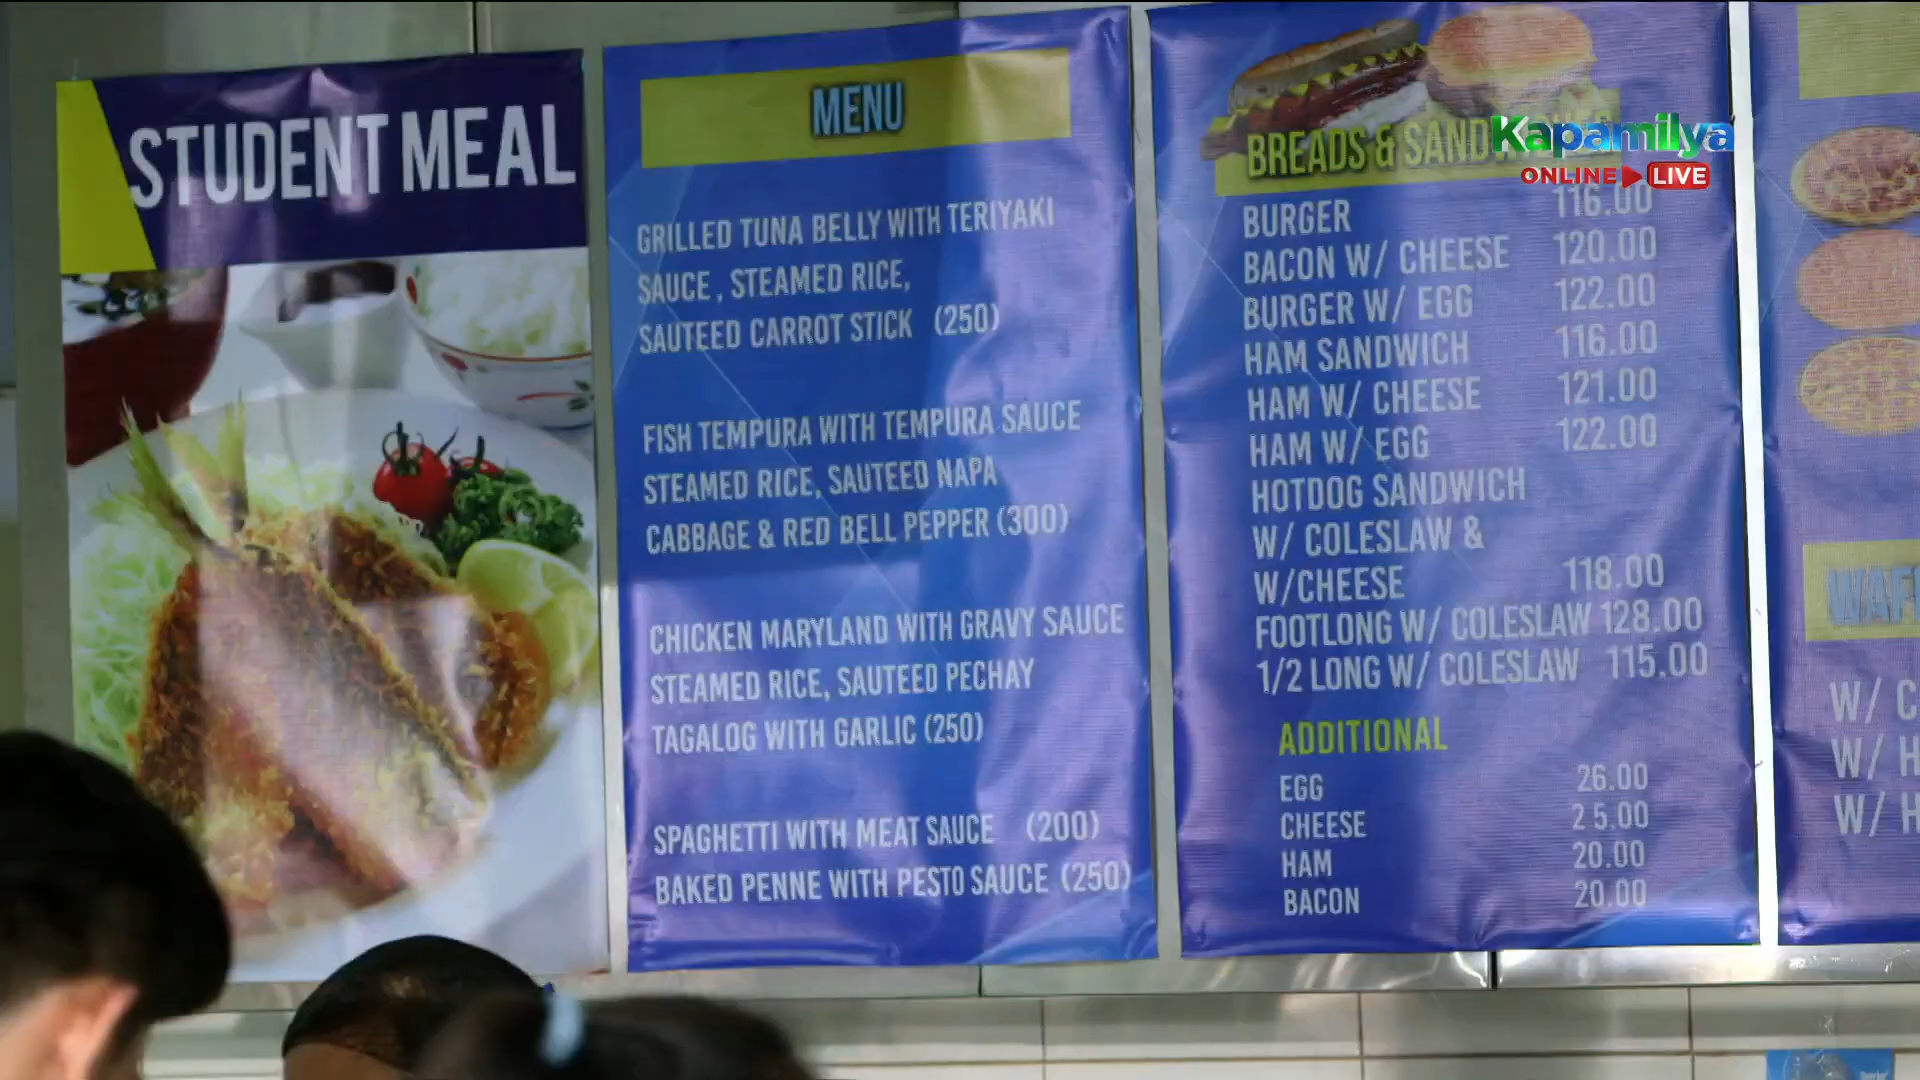 STUDENT MEAL
MENU
GRILLED TUNA BELLY WITH TERIYAKI
SAUCE , STEAMED RICE,
SAUTEED CARROT STICK (250)
FISH TEMPURA WITH TEMPURA SAUCE
STEAMED RICE, SAUTEED NAPA
CABBAGE & RED BELL PEPPER (300)
CHICKEN MARYLAND WITH GRAVY SAUCE
STEAMED RICE, SAUTEED PECHAY
TAGALOG WITH GARLIC (250)
SPAGHETTI WITH MEAT SAUCE (200)
BAKED PENNE WITH PESTO SAUCE (250)
BREADS &
Kapamilya
ONLINE LIVE
BURGER 116.00
BACON W/ CHEESE 120.00
BURGER W/ EGG 122.00
HAM SANDWICH 116.00
HAM W/ CHEESE 121.00
HAM W/ EGG 122.00
HOTDOG SANDWICH
W/ COLESLAW &
W/CHEESE 118.00
FOOTLONG W/ COLESLAW 128.00
1/2 LONG W/ COLESLAW 115.00
ADDITIONAL
EGG 26.00
CHEESE 2 5.00
HAM 20.00
BACON 20.00
W/
W/
W/